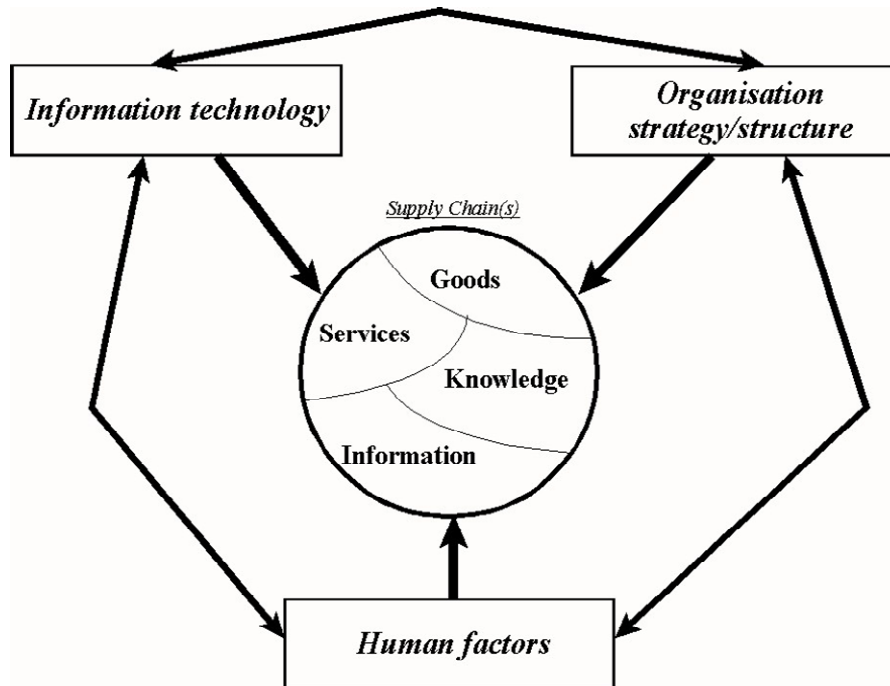 Information technology
Organisation
strategy/structure
Supply Chain(s)
Goods
Services
Knowledge
Information
Human factors